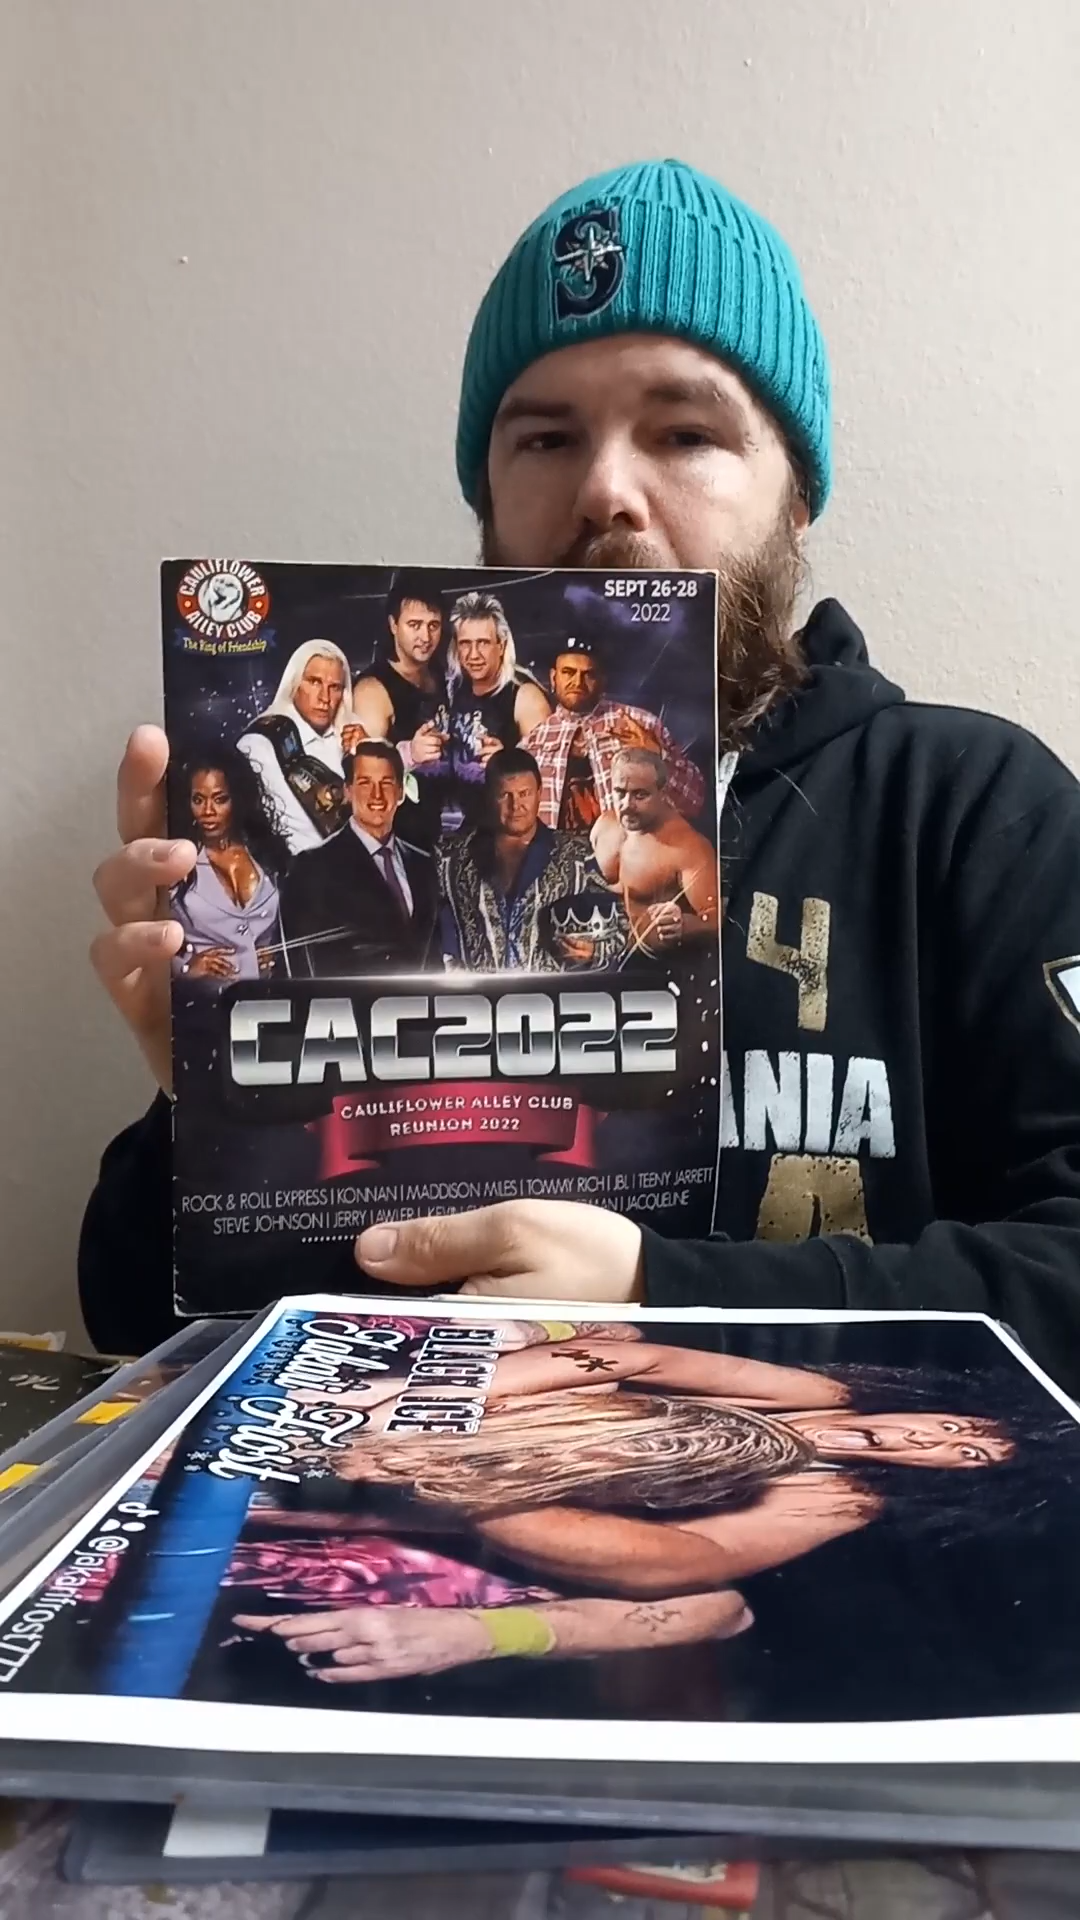 S
CAULIFLOWER
ALLEY CLUB
The Ring of Friendship
SEPT 26-28
2022
CAC2022
CAULIFLOWER ALLEY CLUB
REUNION 2022
ROCK & ROLL EXPRESS | KONNAN | MADDISON MILES | TOMMY RICH | JBL | TEENY JARRETT
STEVE JOHNSON | JERRY LAWLER | KEVIN | JACQUELINE
4
ANIA
BLACK ICE
Jakari Frost
@jakarifrost777